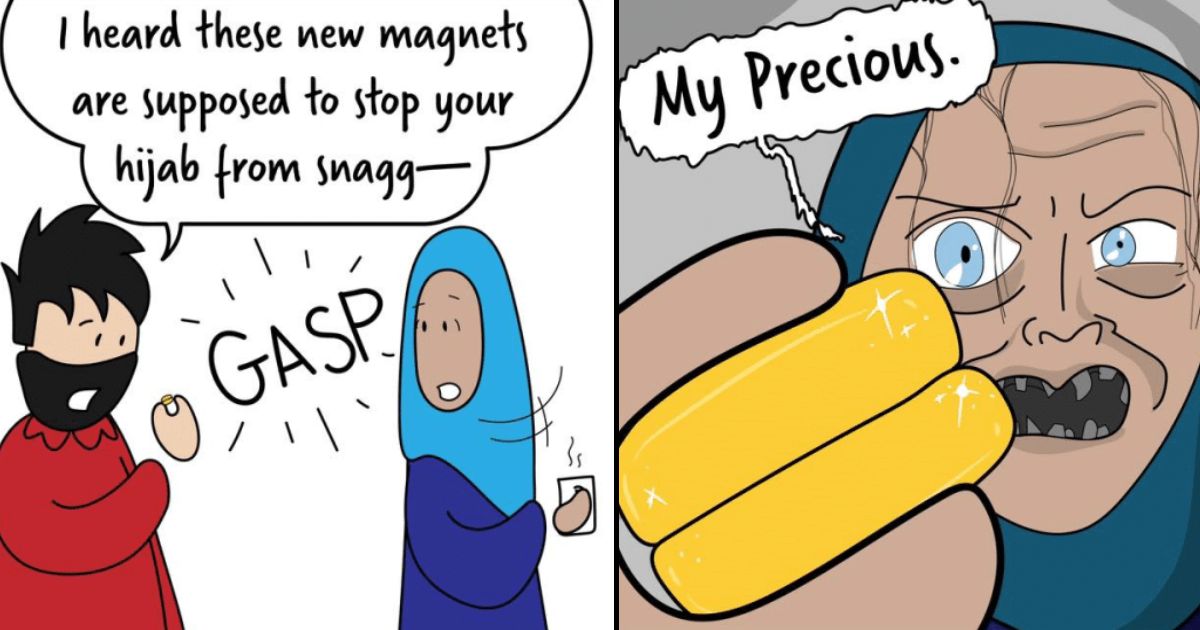 I heard these new magnets
are supposed to stop your
hijab from snagg—
GASP
My Precious.